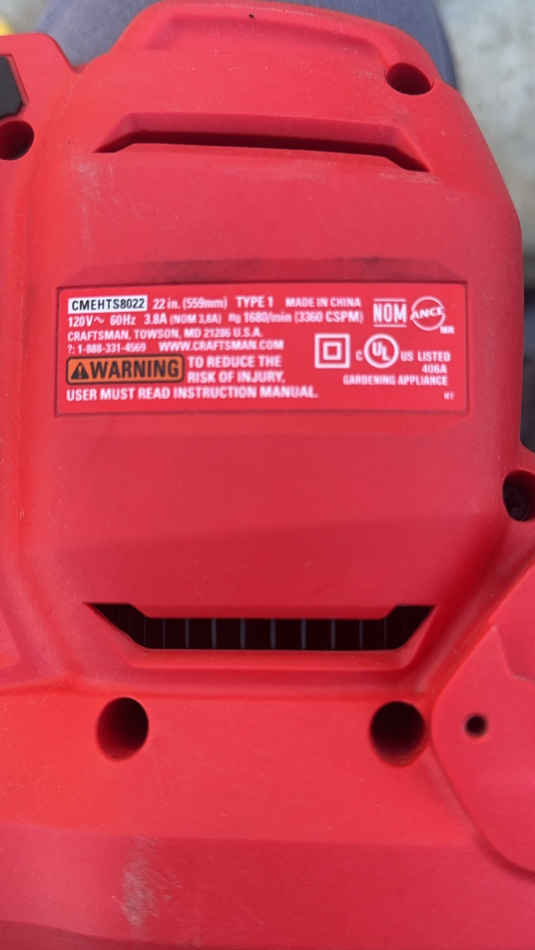 CMEHTS8022 22 in. (559mm) TYPE 1 MADE IN CHINA
120V~ 60Hz 3.8A (NOM 3,8A) n₀ 1680/min (3360 CSPM)
CRAFTSMAN, TOWSON, MD 21286 U.S.A.
?: 1-888-331-4569 WWW.CRAFTSMAN.COM
NOM ANCE
C UL US LISTED
406A
GARDENING APPLIANCE
WARNING TO REDUCE THE
RISK OF INJURY,
USER MUST READ INSTRUCTION MANUAL.